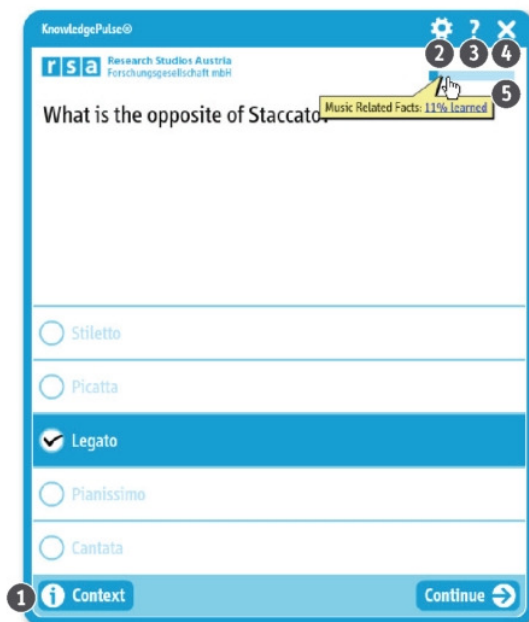 KnowledgePulse®
? X
2 3 4
rsa Research Studios Austria
Forschungsgesellschaft mbH
5
Music Related Facts: 11% learned
What is the opposite of Staccato?
Stiletto
Picatta
Legato
Pianissimo
Cantata
1 i Context
Continue